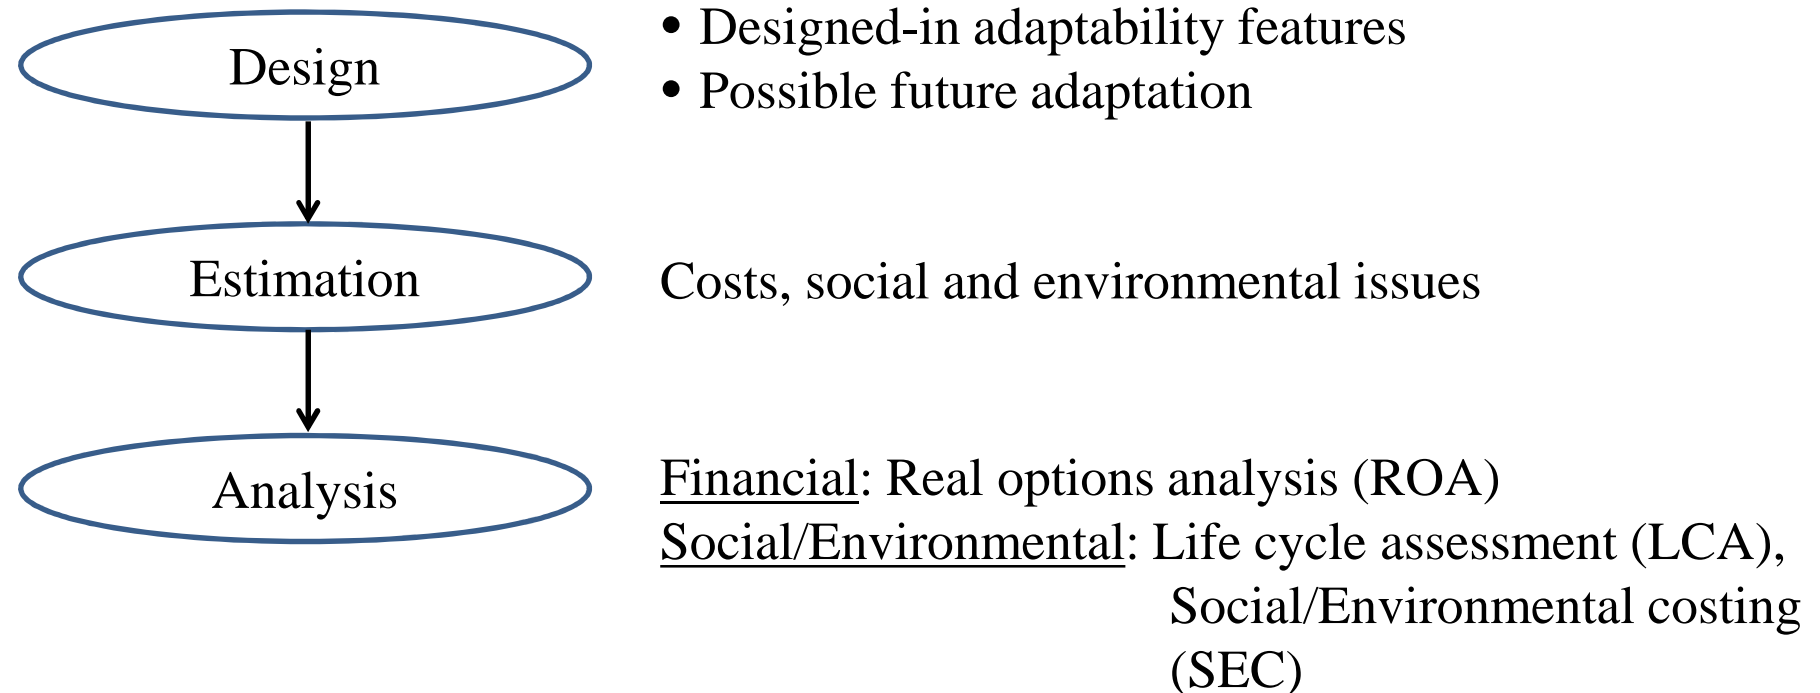 Design
• Designed-in adaptability features
• Possible future adaptation
Estimation
Costs, social and environmental issues
Analysis
Financial: Real options analysis (ROA)
Social/Environmental: Life cycle assessment (LCA),
Social/Environmental costing
(SEC)